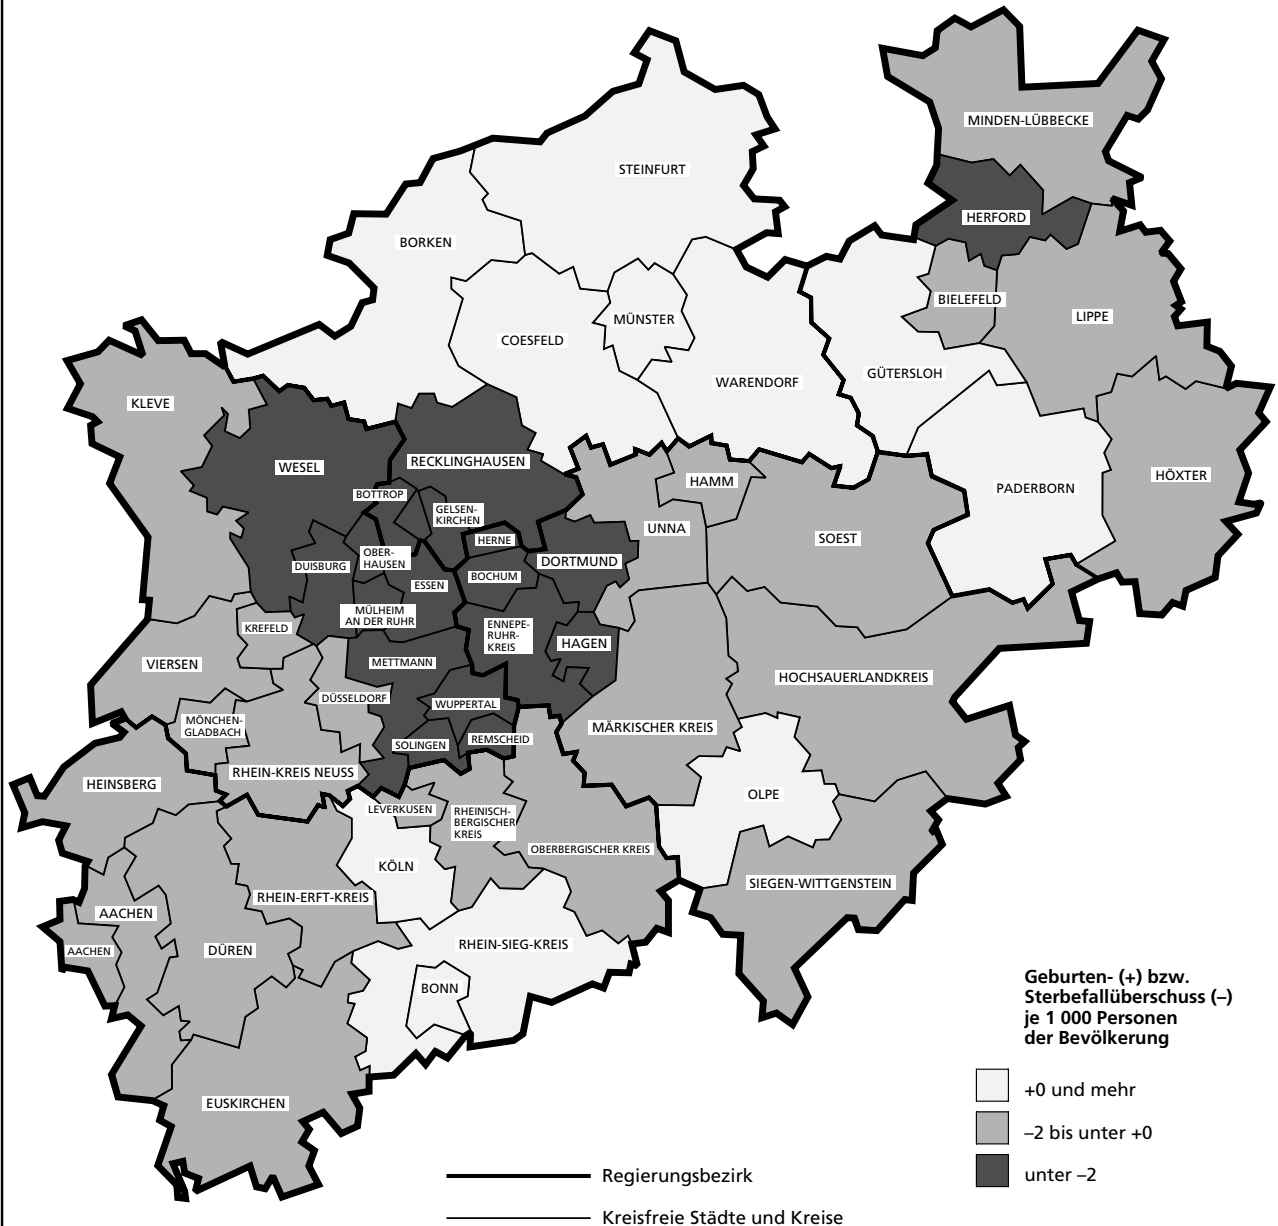 MINDEN-LÜBBECKE
STEINFURT
HERFORD
BORKEN
BIELEFELD
LIPPE
MÜNSTER
COESFELD
WARENDORF
GÜTERSLOH
KLEVE
RECKLINGHAUSEN
WESEL
HÖXTER
HAMM
PADERBORN
BOTTROP
GELSEN-
KIRCHEN
UNNA
SOEST
HERNE
OBER-
HAUSEN
DORTMUND
DUISBURG
BOCHUM
ESSEN
MÜLHEIM
AN DER RUHR
KREFELD
ENNEPE-
RUHR-
KREIS
HAGEN
VIERSEN
METTMANN
HOCHSAUERLANDKREIS
DÜSSELDORF
WUPPERTAL
MÖNCHEN-
GLADBACH
MÄRKISCHER KREIS
SOLINGEN
REMSCHEID
RHEIN-KREIS NEUSS
HEINSBERG
OLPE
LEVERKUSEN
RHEINISCH-
BERGISCHER
KREIS
OBERBERGISCHER KREIS
KÖLN
SIEGEN-WITTGENSTEIN
RHEIN-ERFT-KREIS
AACHEN
RHEIN-SIEG-KREIS
AACHEN
DÜREN
BONN
EUSKIRCHEN
Geburten- (+) bzw.
Sterbefallüberschuss (–)
je 1 000 Personen
der Bevölkerung
+0 und mehr
–2 bis unter +0
unter –2
Regierungsbezirk
Kreisfreie Städte und Kreise